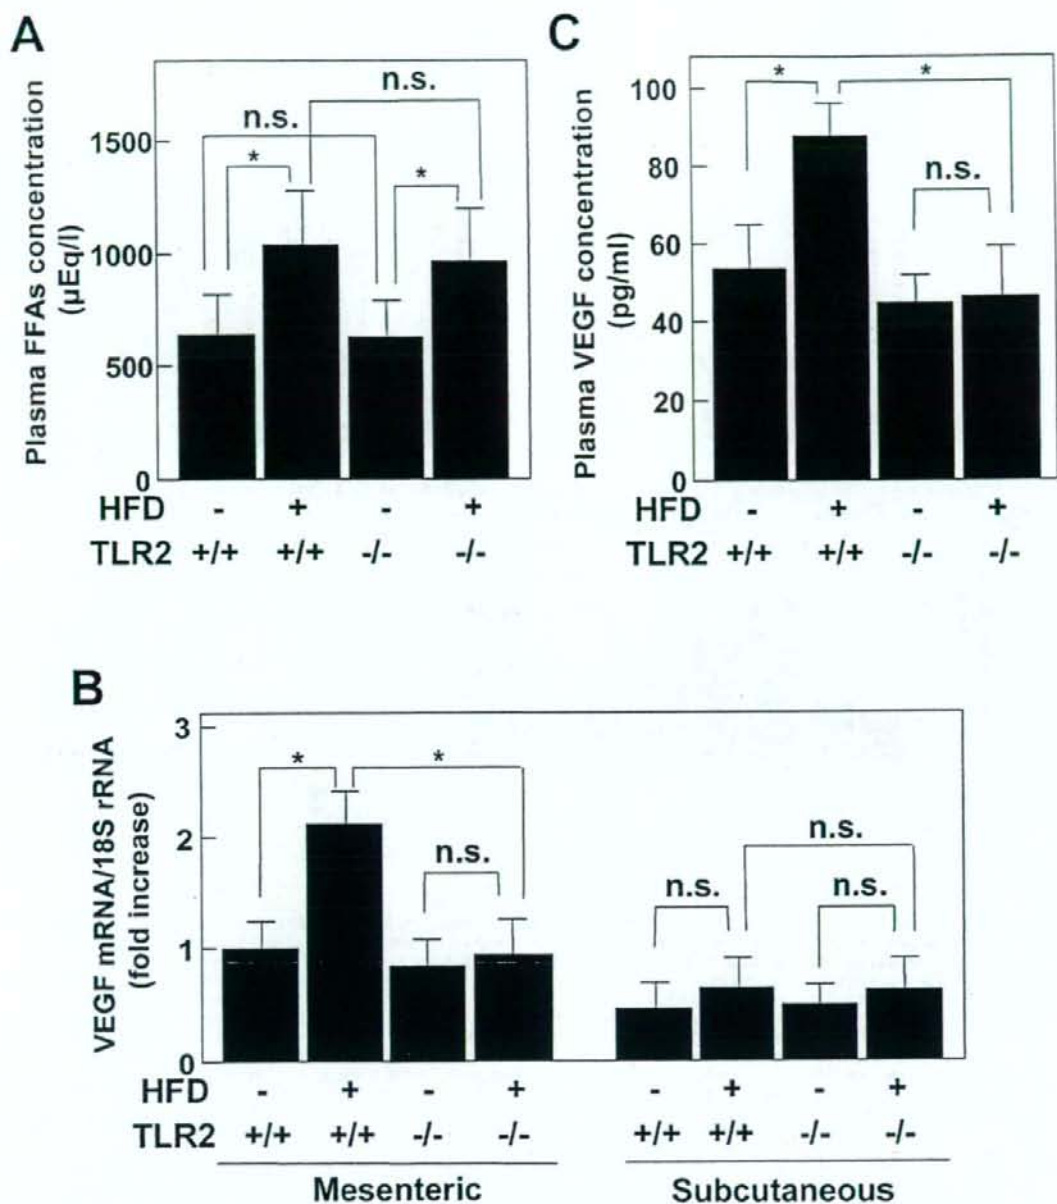 A
Plasma FFAs concentration
(μEq/l)
1500
1000
500
0
n.s.
n.s.
*
*
HFD - + - +
TLR2 +/+ +/+ -/- -/-
C
Plasma VEGF concentration
(pg/ml)
100
80
60
40
20
0
* *
n.s.
HFD - + - +
TLR2 +/+ +/+ -/- -/-
B
VEGF mRNA/18S rRNA
(fold increase)
3
2
1
0
* *
n.s.
n.s.
n.s. n.s.
HFD - + - + - + - +
TLR2 +/+ +/+ -/- -/- +/+ +/+ -/- -/-
Mesenteric Subcutaneous